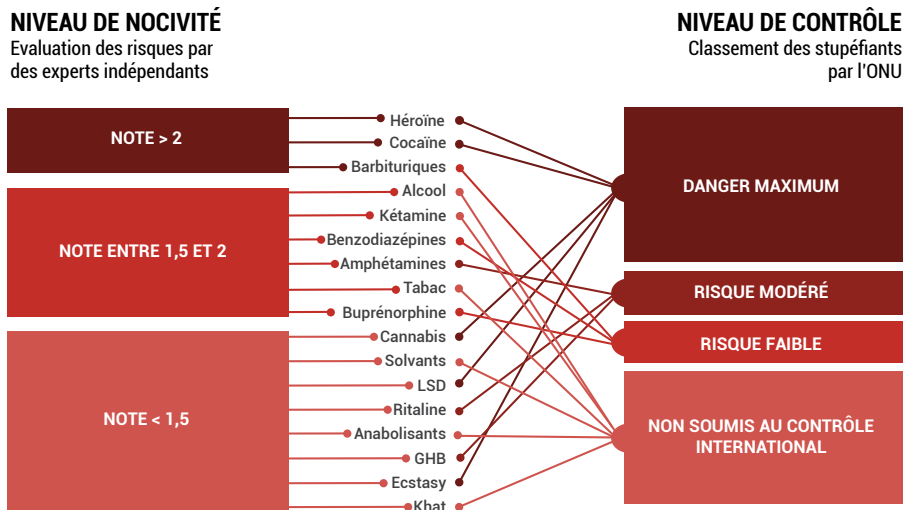 NIVEAU DE NOCIVITÉ
Evaluation des risques par
des experts indépendants
NIVEAU DE CONTRÔLE
Classement des stupéfiants
par l'ONU
NOTE > 2
NOTE ENTRE 1,5 ET 2
NOTE < 1,5
Héroïne
Cocaïne
Barbituriques
Alcool
Kétamine
Benzodiazépines
Amphétamines
Tabac
Buprénorphine
Cannabis
Solvants
LSD
Ritaline
Anabolisants
GHB
Ecstasy
Khat
DANGER MAXIMUM
RISQUE MODÉRÉ
RISQUE FAIBLE
NON SOUMIS AU CONTRÔLE
INTERNATIONAL